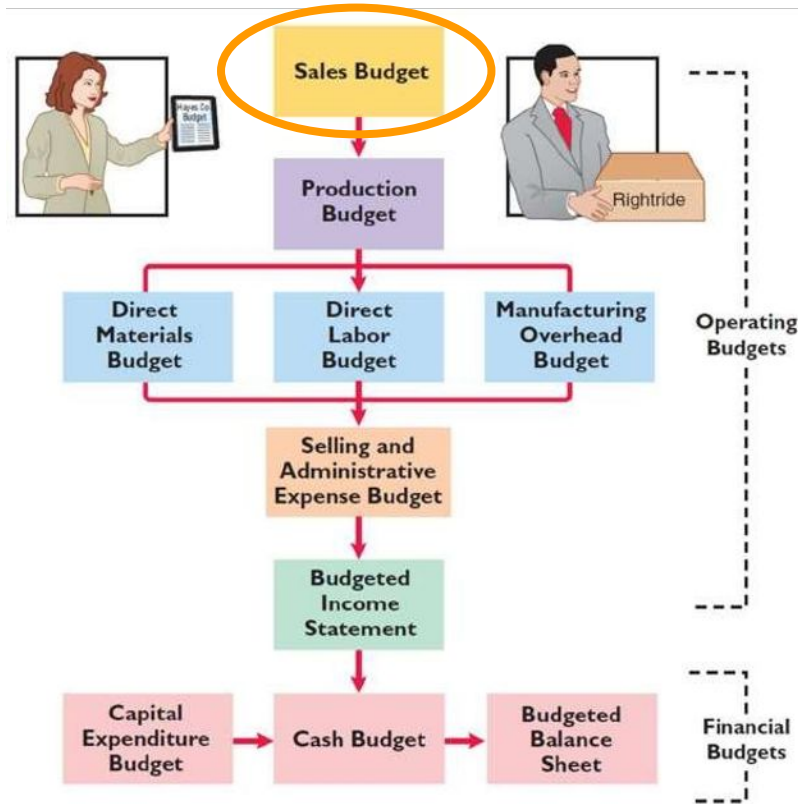 Sales Budget
Hayes Co.
Budget
Production
Budget
Rightride
Direct
Materials
Budget
Direct
Labor
Budget
Manufacturing
Overhead
Budget
Operating
Budgets
Selling and
Administrative
Expense Budget
Budgeted
Income
Statement
Capital
Expenditure
Budget
Cash Budget
Budgeted
Balance
Sheet
Financial
Budgets